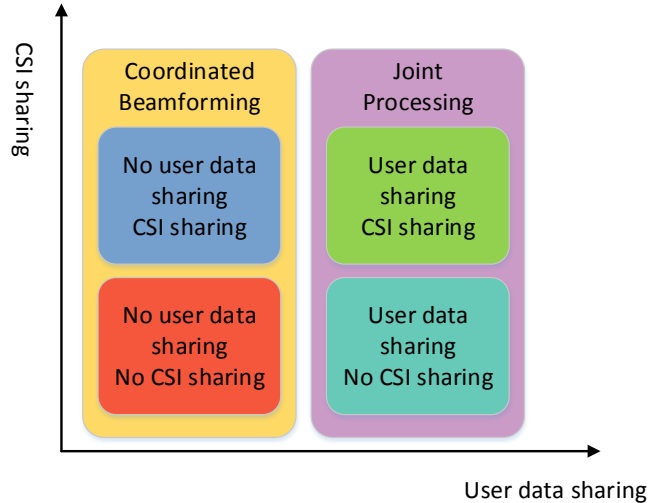 CSI sharing
Coordinated
Beamforming
No user data
sharing
CSI sharing
No user data
sharing
No CSI sharing
Joint
Processing
User data
sharing
CSI sharing
User data
sharing
No CSI sharing
User data sharing